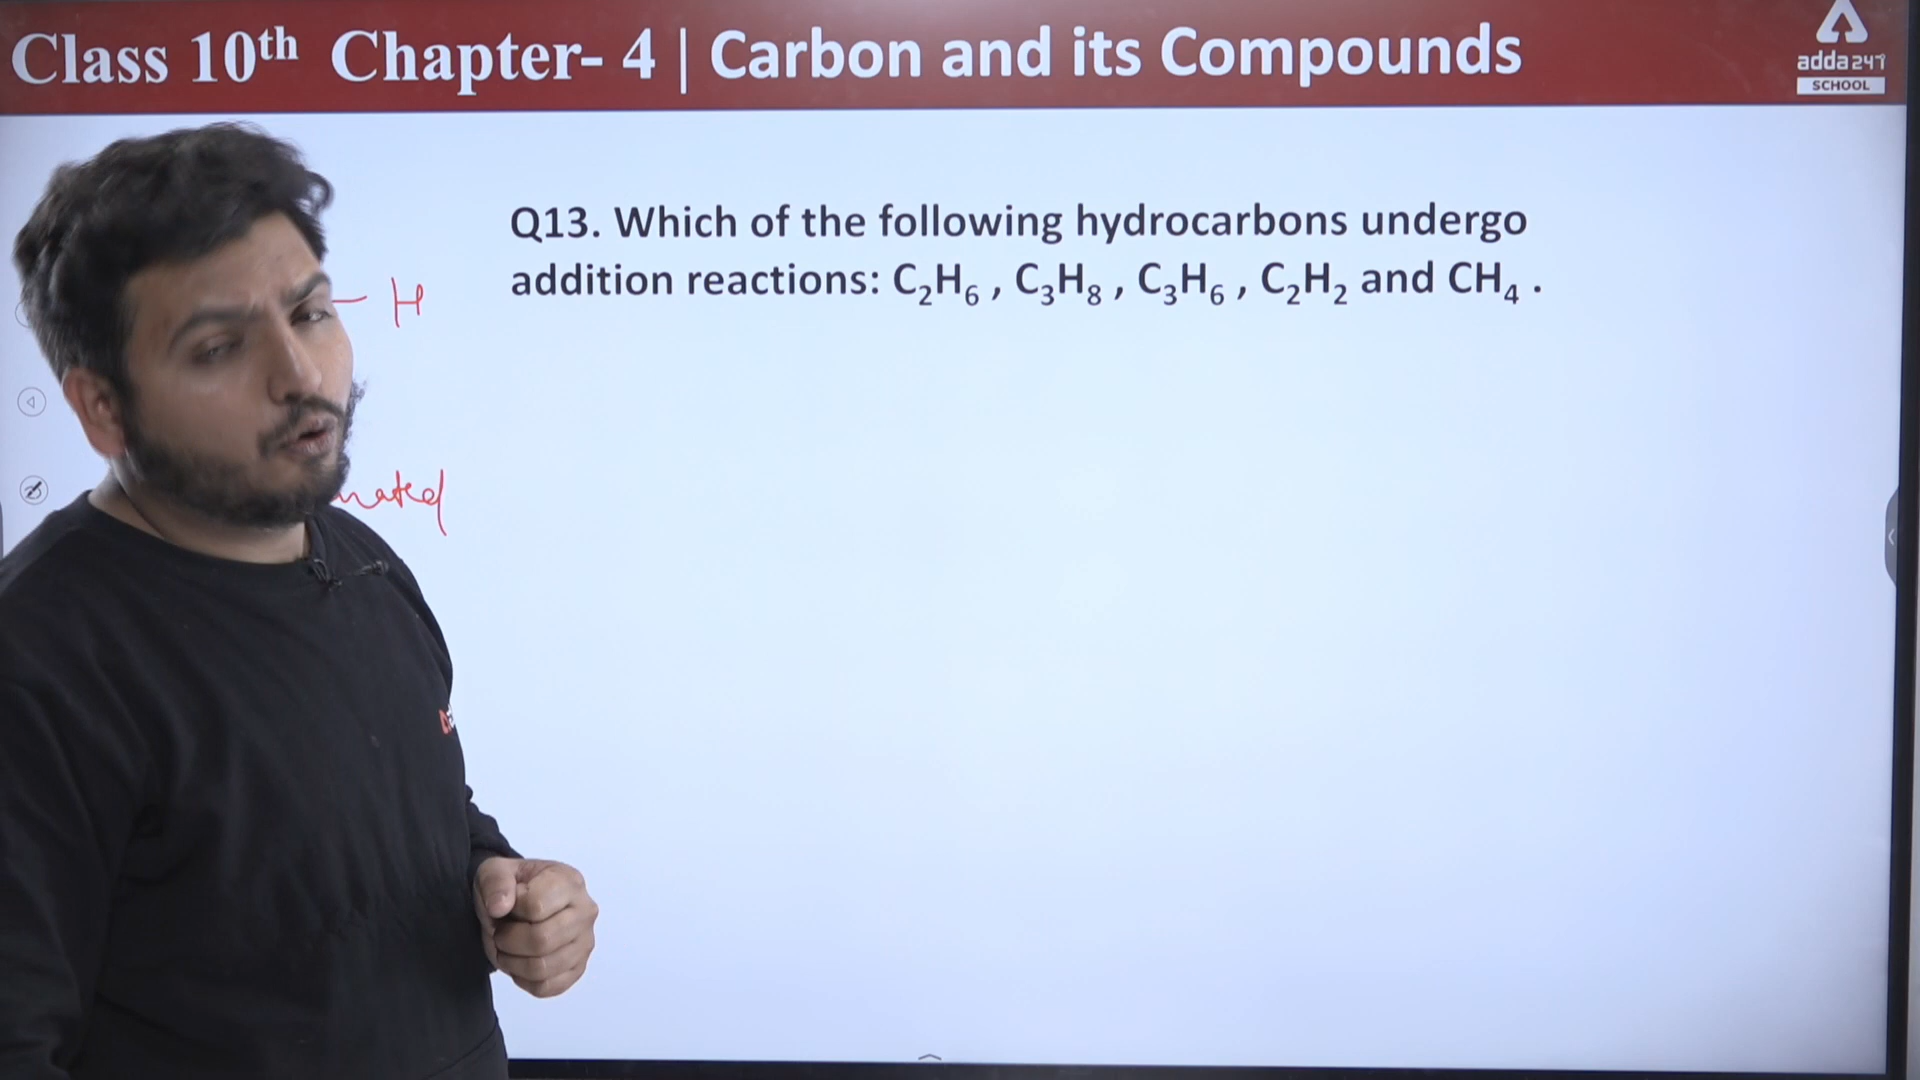 Class 10th Chapter- 4 | Carbon and its Compounds
adda247
SCHOOL
Q13. Which of the following hydrocarbons undergo
addition reactions: C₂H₆ , C₃H₈ , C₃H₆ , C₂H₂ and CH₄ .
— H